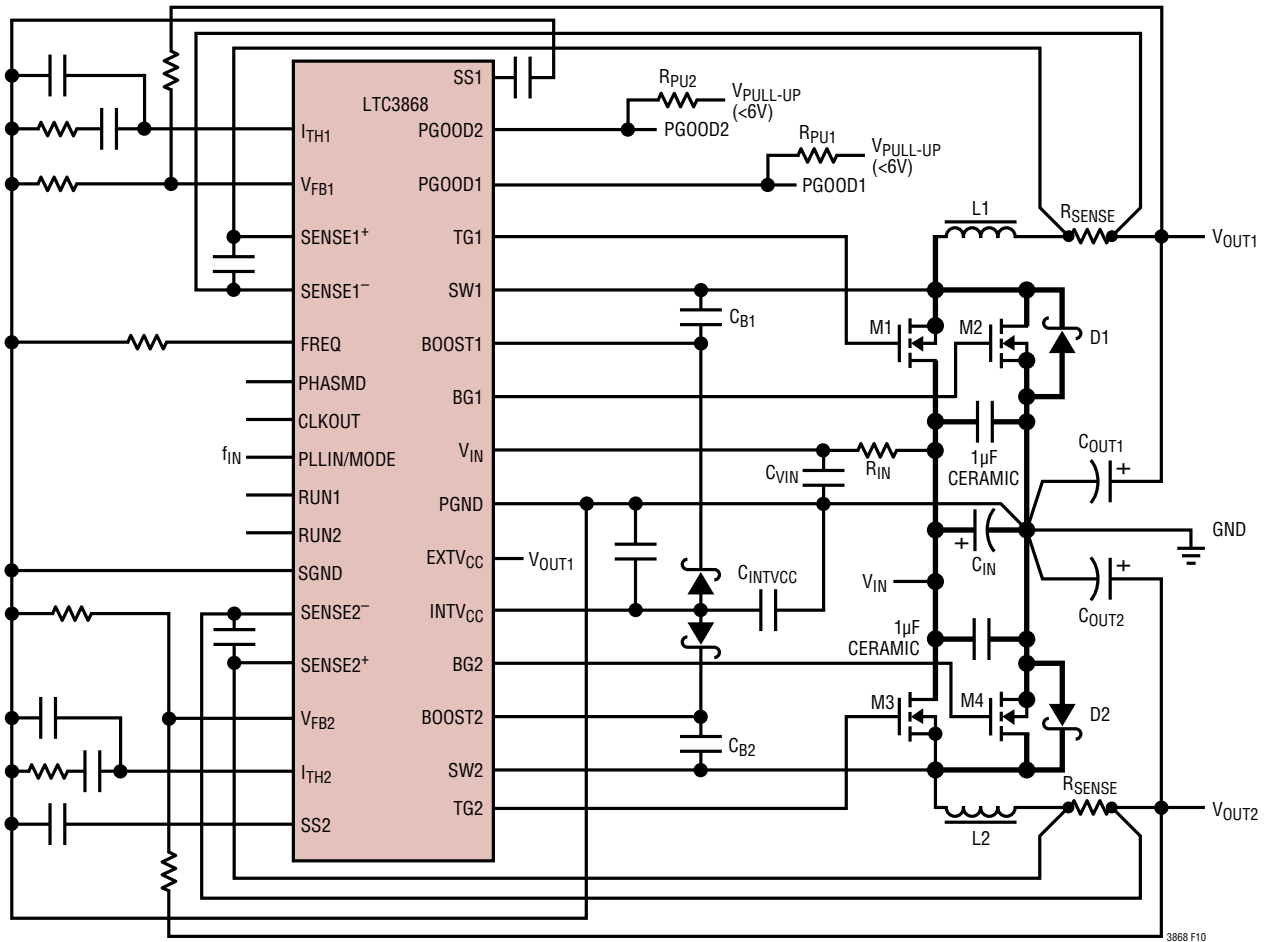 LTC3868
ITH1
VFB1
SENSE1+
SENSE1–
FREQ
PHASMD
CLKOUT
fIN
PLLIN/MODE
RUN1
RUN2
SGND
SENSE2–
SENSE2+
VFB2
ITH2
SS2
SS1
PGOOD2
PGOOD1
TG1
SW1
BOOST1
BG1
VIN
PGND
EXTVCC
INTVCC
BG2
BOOST2
SW2
TG2
RPU2
VPULL-UP
(<6V)
PGOOD2
RPU1
VPULL-UP
(<6V)
PGOOD1
L1
RSENSE
VOUT1
CB1
M1
M2
D1
CVIN
RIN
1µF
CERAMIC
COUT1
GND
CIN
VOUT1
CINTVCC
VIN
COUT2
1µF
CERAMIC
M3
M4
D2
CB2
RSENSE
VOUT2
L2
3868 F10